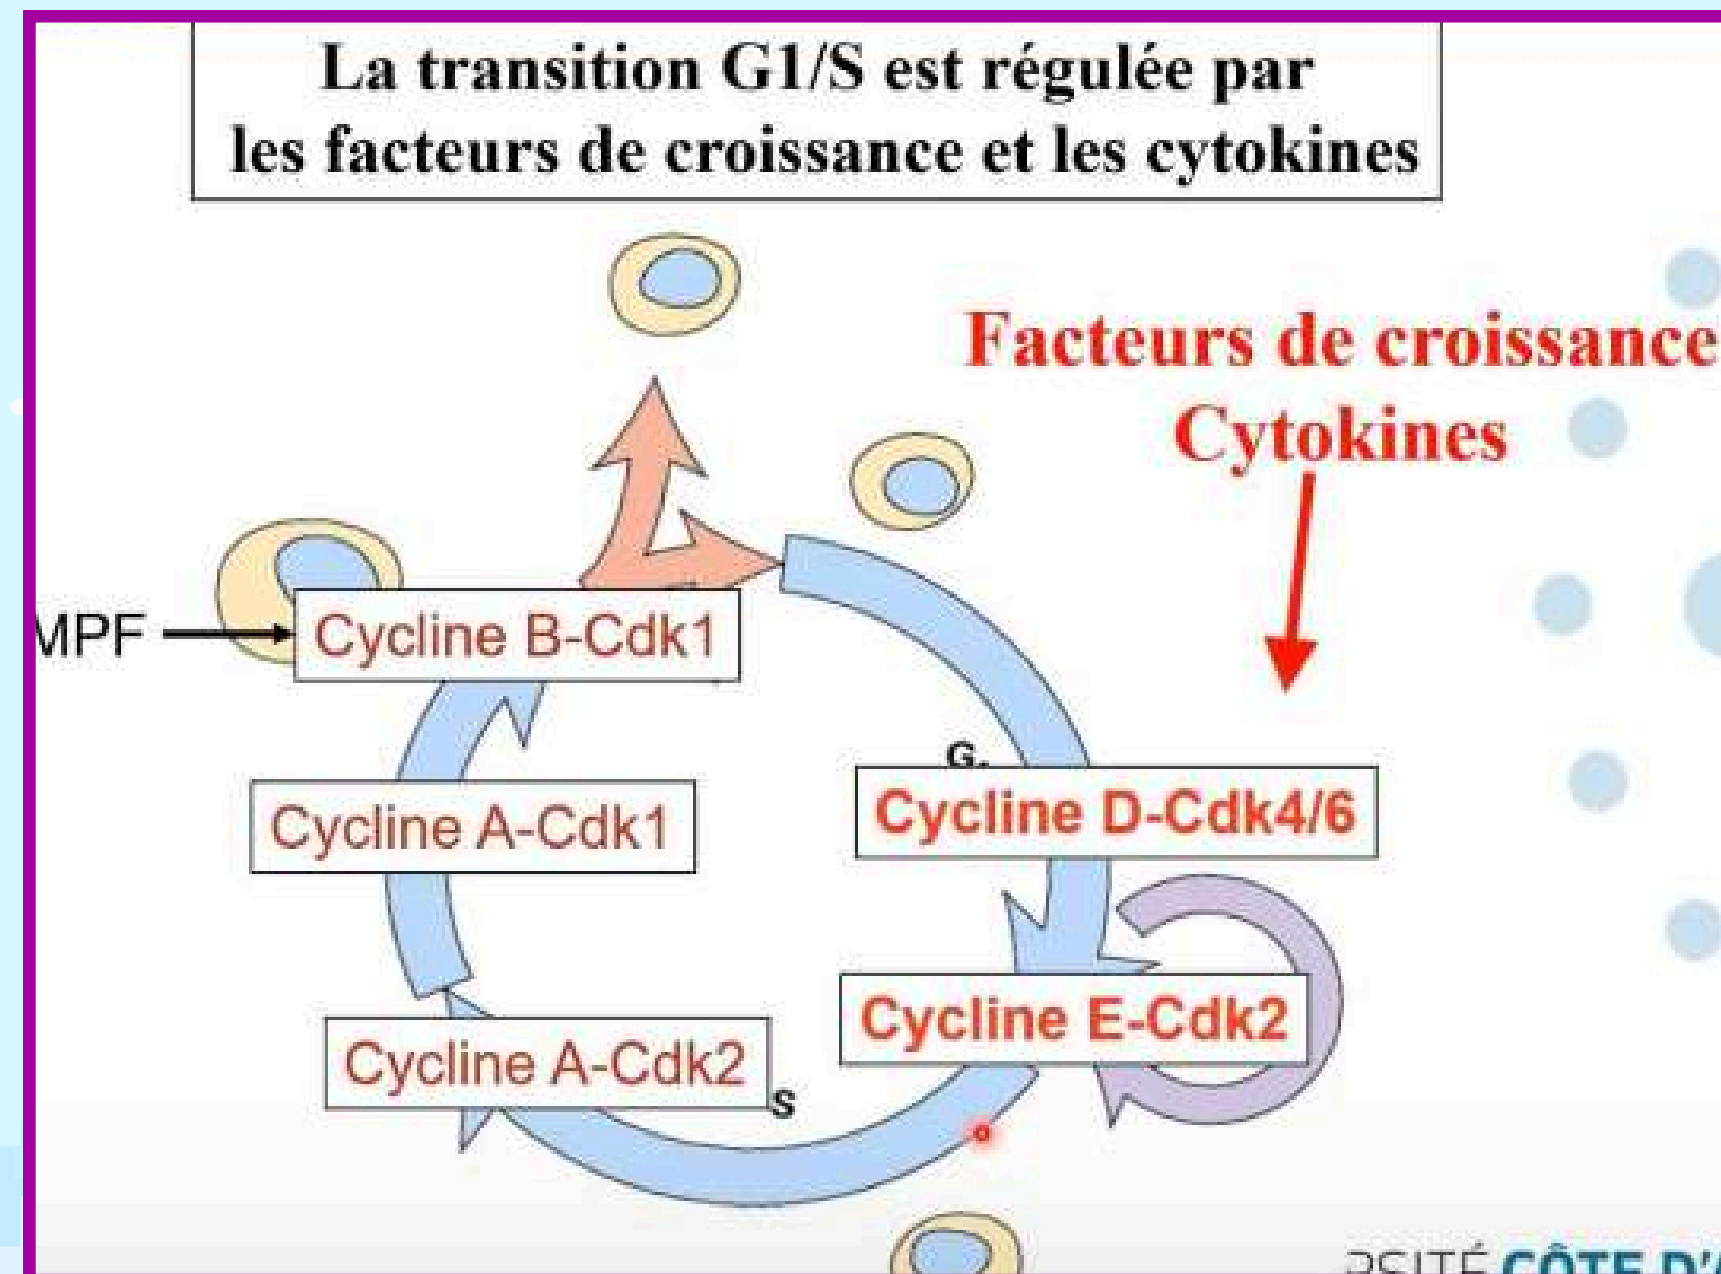 La transition G1/S est régulée par
les facteurs de croissance et les cytokines
Facteurs de croissance
Cytokines
MPF
Cycline B-Cdk1
G
Cycline A-Cdk1
Cycline D-Cdk4/6
Cycline E-Cdk2
Cycline A-Cdk2
S
CÔTE D'